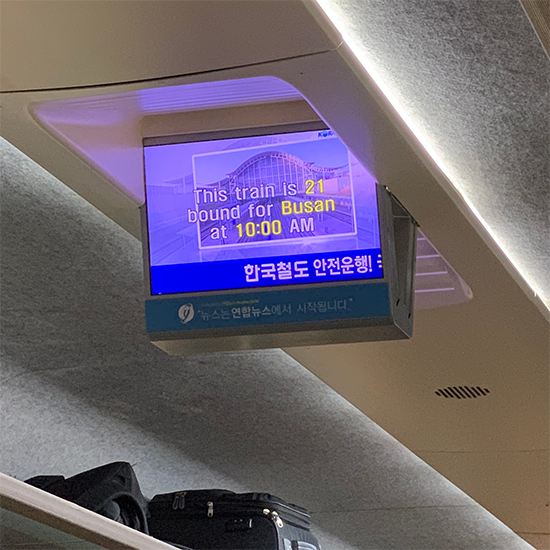 This train is 21
bound for Busan
at 10:00 AM
한국철도 안전운행!
"뉴스는 연합뉴스에서 시작됩니다."